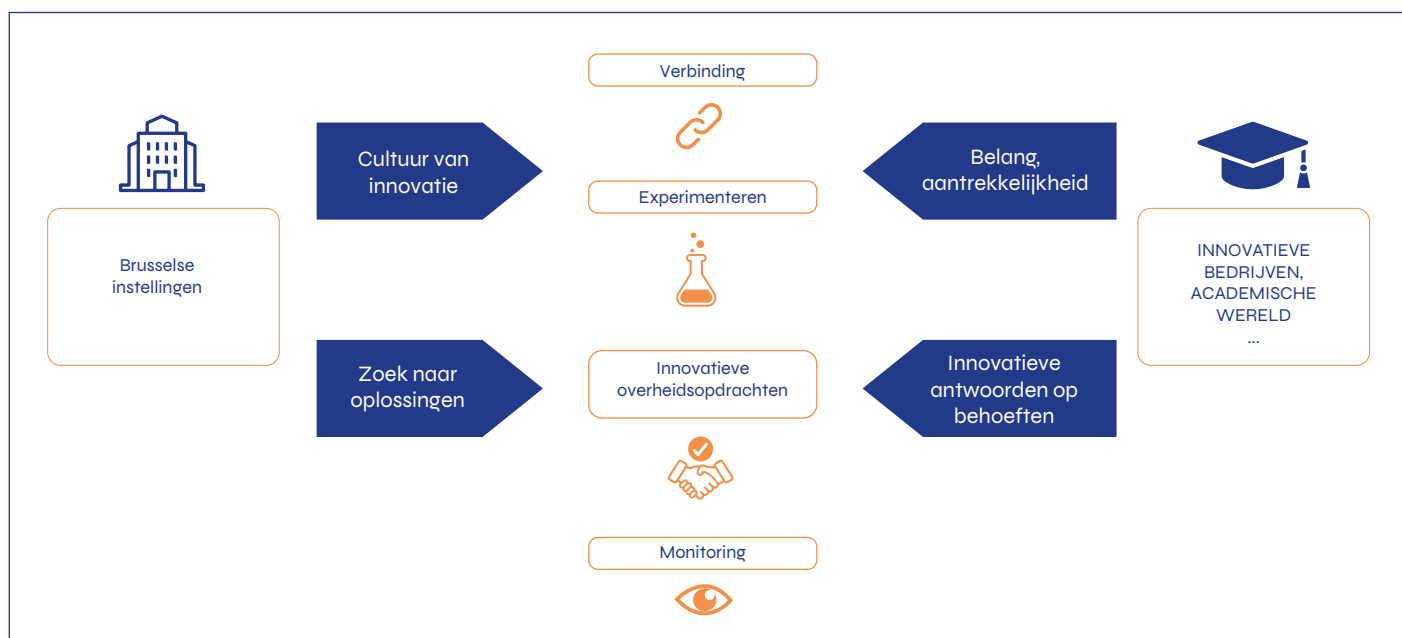 Verbinding
Cultuur van
innovatie
Belang,
aantrekkelijkheid
Experimenteren
Brusselse
instellingen
INNOVATIEVE
BEDRIJVEN,
ACADEMISCHE
WERELD
...
Zoek naar
oplossingen
Innovatieve
overheidsopdrachten
Innovatieve
antwoorden op
behoeften
Monitoring